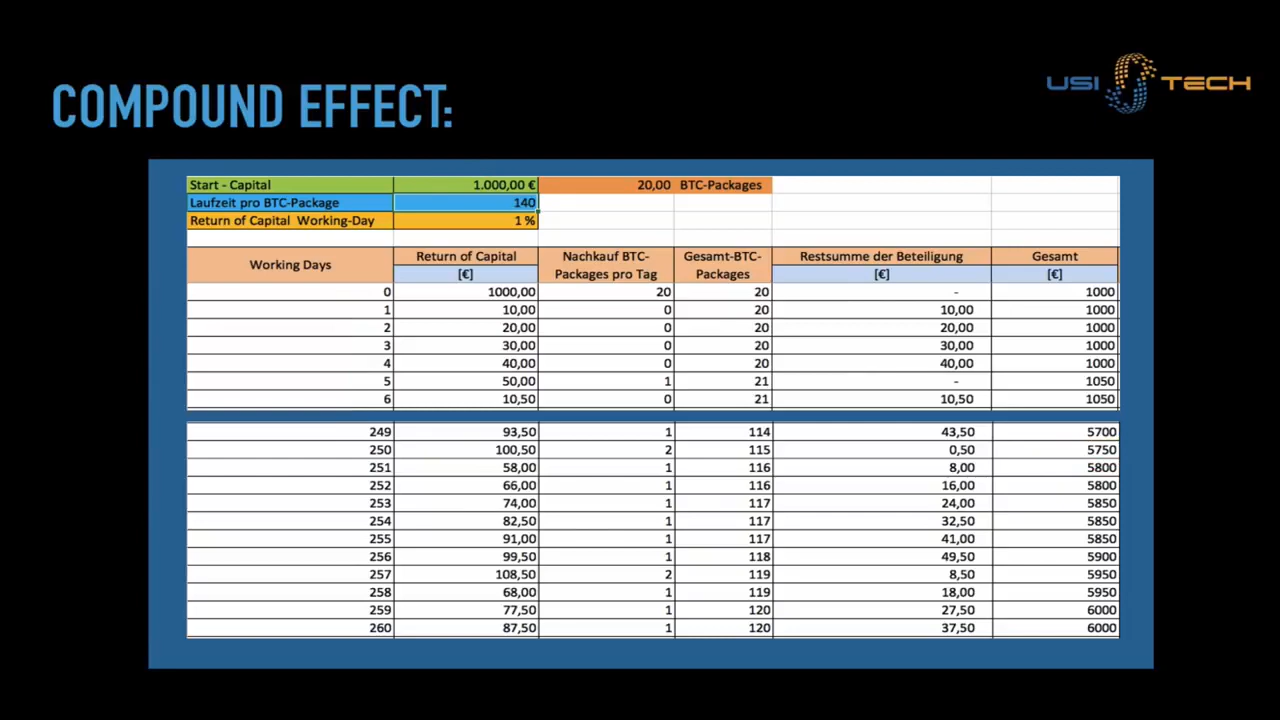 USI TECH
COMPOUND EFFECT:
Start - Capital 1.000,00 € 20,00 BTC-Packages
Laufzeit pro BTC-Package 140
Return of Capital Working-Day 1 %
Working Days Return of Capital Nachkauf BTC- Gesamt-BTC- Restsumme der Beteiligung Gesamt
[€] Packages pro Tag Packages [€] [€]
0 1000,00 20 20 - 1000
1 10,00 0 20 10,00 1000
2 20,00 0 20 20,00 1000
3 30,00 0 20 30,00 1000
4 40,00 0 20 40,00 1000
5 50,00 1 21 - 1050
6 10,50 0 21 10,50 1050
249 93,50 1 114 43,50 5700
250 100,50 2 115 0,50 5750
251 58,00 1 116 8,00 5800
252 66,00 1 116 16,00 5800
253 74,00 1 117 24,00 5850
254 82,50 1 117 32,50 5850
255 91,00 1 117 41,00 5850
256 99,50 1 118 49,50 5900
257 108,50 2 119 8,50 5950
258 68,00 1 119 18,00 5950
259 77,50 1 120 27,50 6000
260 87,50 1 120 37,50 6000